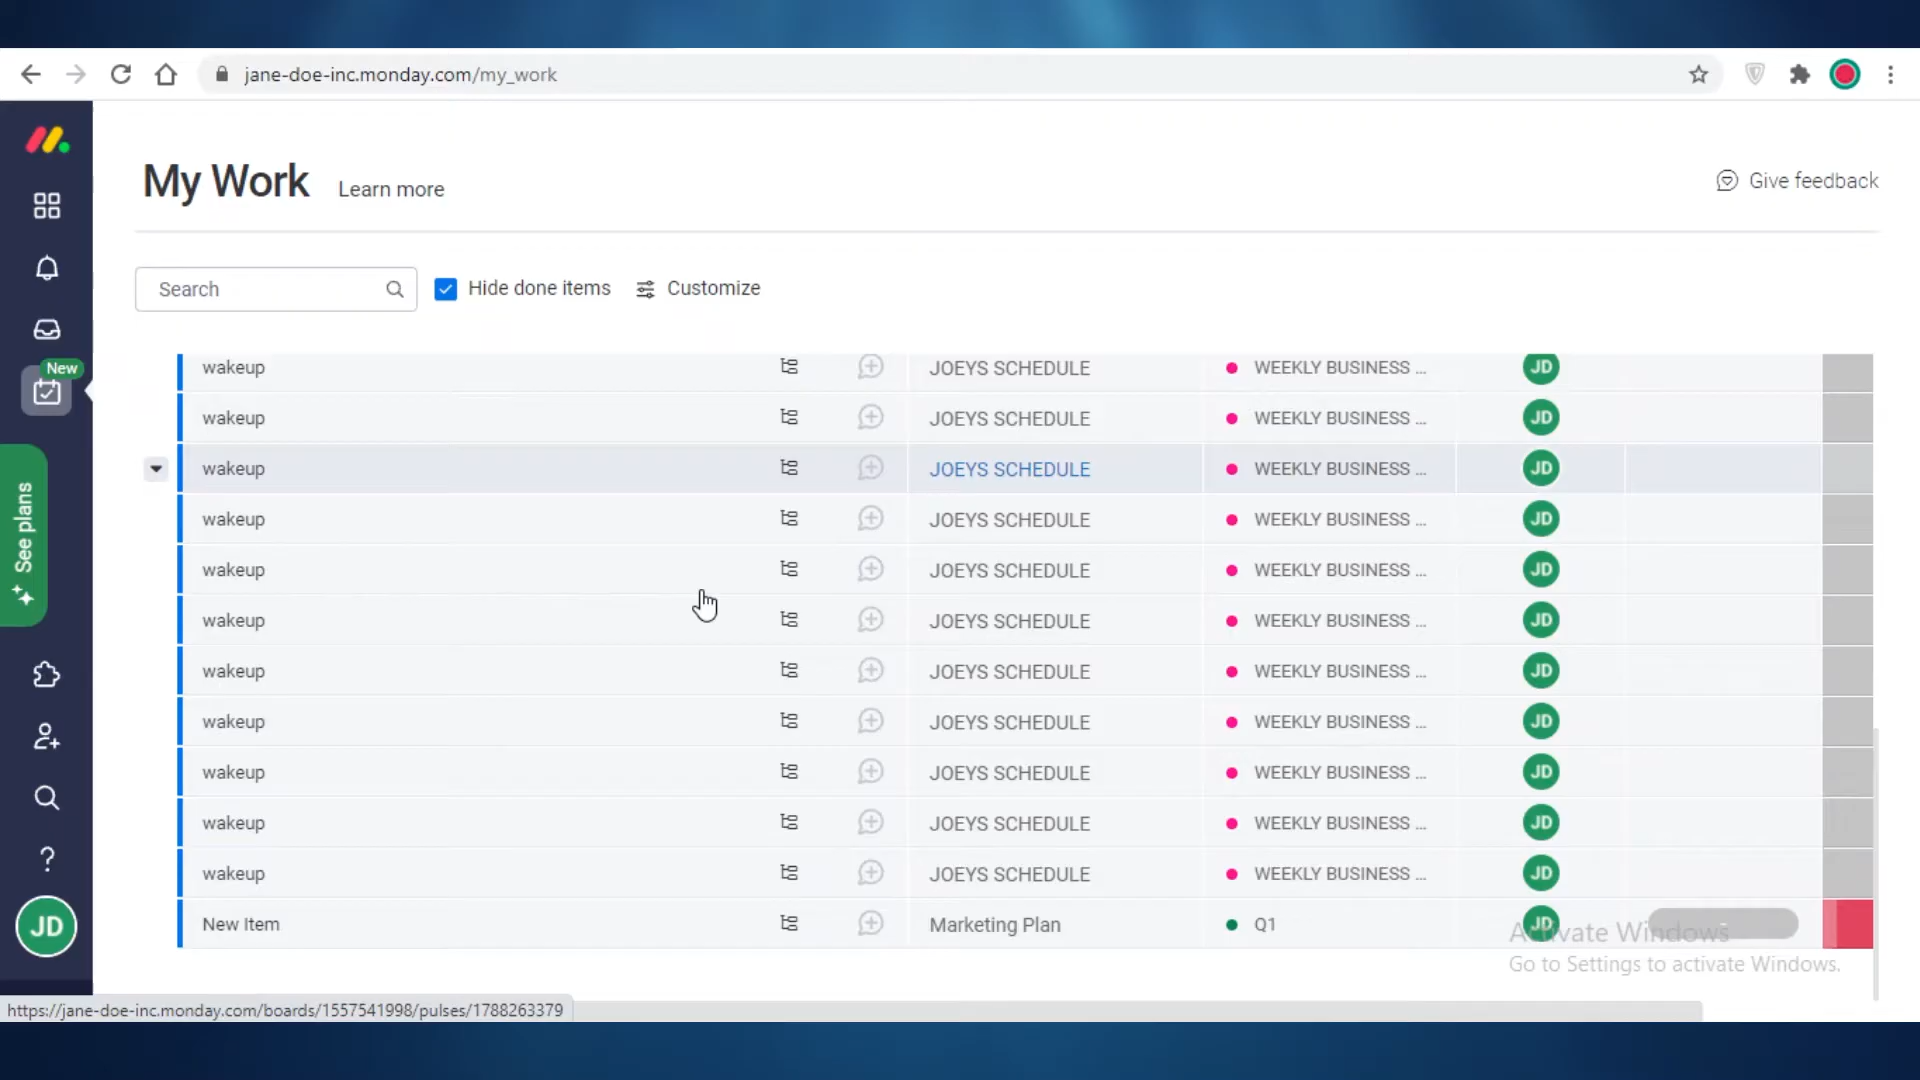 jane-doe-inc.monday.com/my_work
My Work Learn more
Give feedback
Search
Hide done items
Customize
New
See plans
JD
wakeup JOEYS SCHEDULE WEEKLY BUSINESS ... JD
wakeup JOEYS SCHEDULE WEEKLY BUSINESS ... JD
wakeup JOEYS SCHEDULE WEEKLY BUSINESS ... JD
wakeup JOEYS SCHEDULE WEEKLY BUSINESS ... JD
wakeup JOEYS SCHEDULE WEEKLY BUSINESS ... JD
wakeup JOEYS SCHEDULE WEEKLY BUSINESS ... JD
wakeup JOEYS SCHEDULE WEEKLY BUSINESS ... JD
wakeup JOEYS SCHEDULE WEEKLY BUSINESS ... JD
wakeup JOEYS SCHEDULE WEEKLY BUSINESS ... JD
wakeup JOEYS SCHEDULE WEEKLY BUSINESS ... JD
wakeup JOEYS SCHEDULE WEEKLY BUSINESS ... JD
New Item Marketing Plan Q1 JD
Activate Windows
Go to Settings to activate Windows.
https://jane-doe-inc.monday.com/boards/1557541998/pulses/1788263379